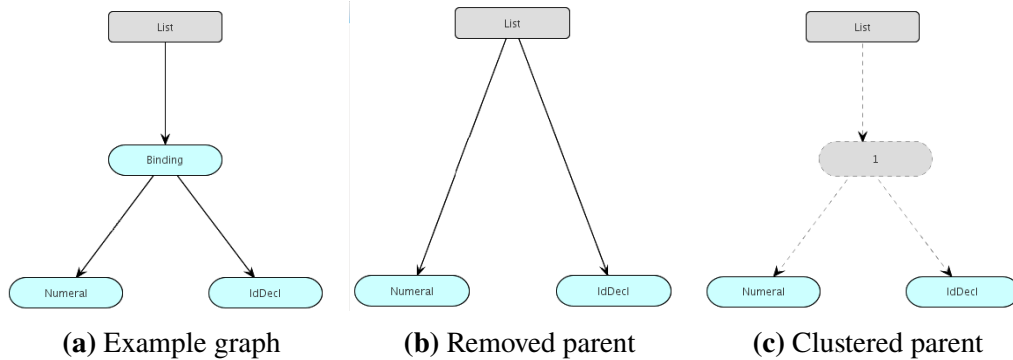 List
List
List
Binding
1
Numeral
IdDecl
Numeral
IdDecl
Numeral
IdDecl
(a) Example graph
(b) Removed parent
(c) Clustered parent